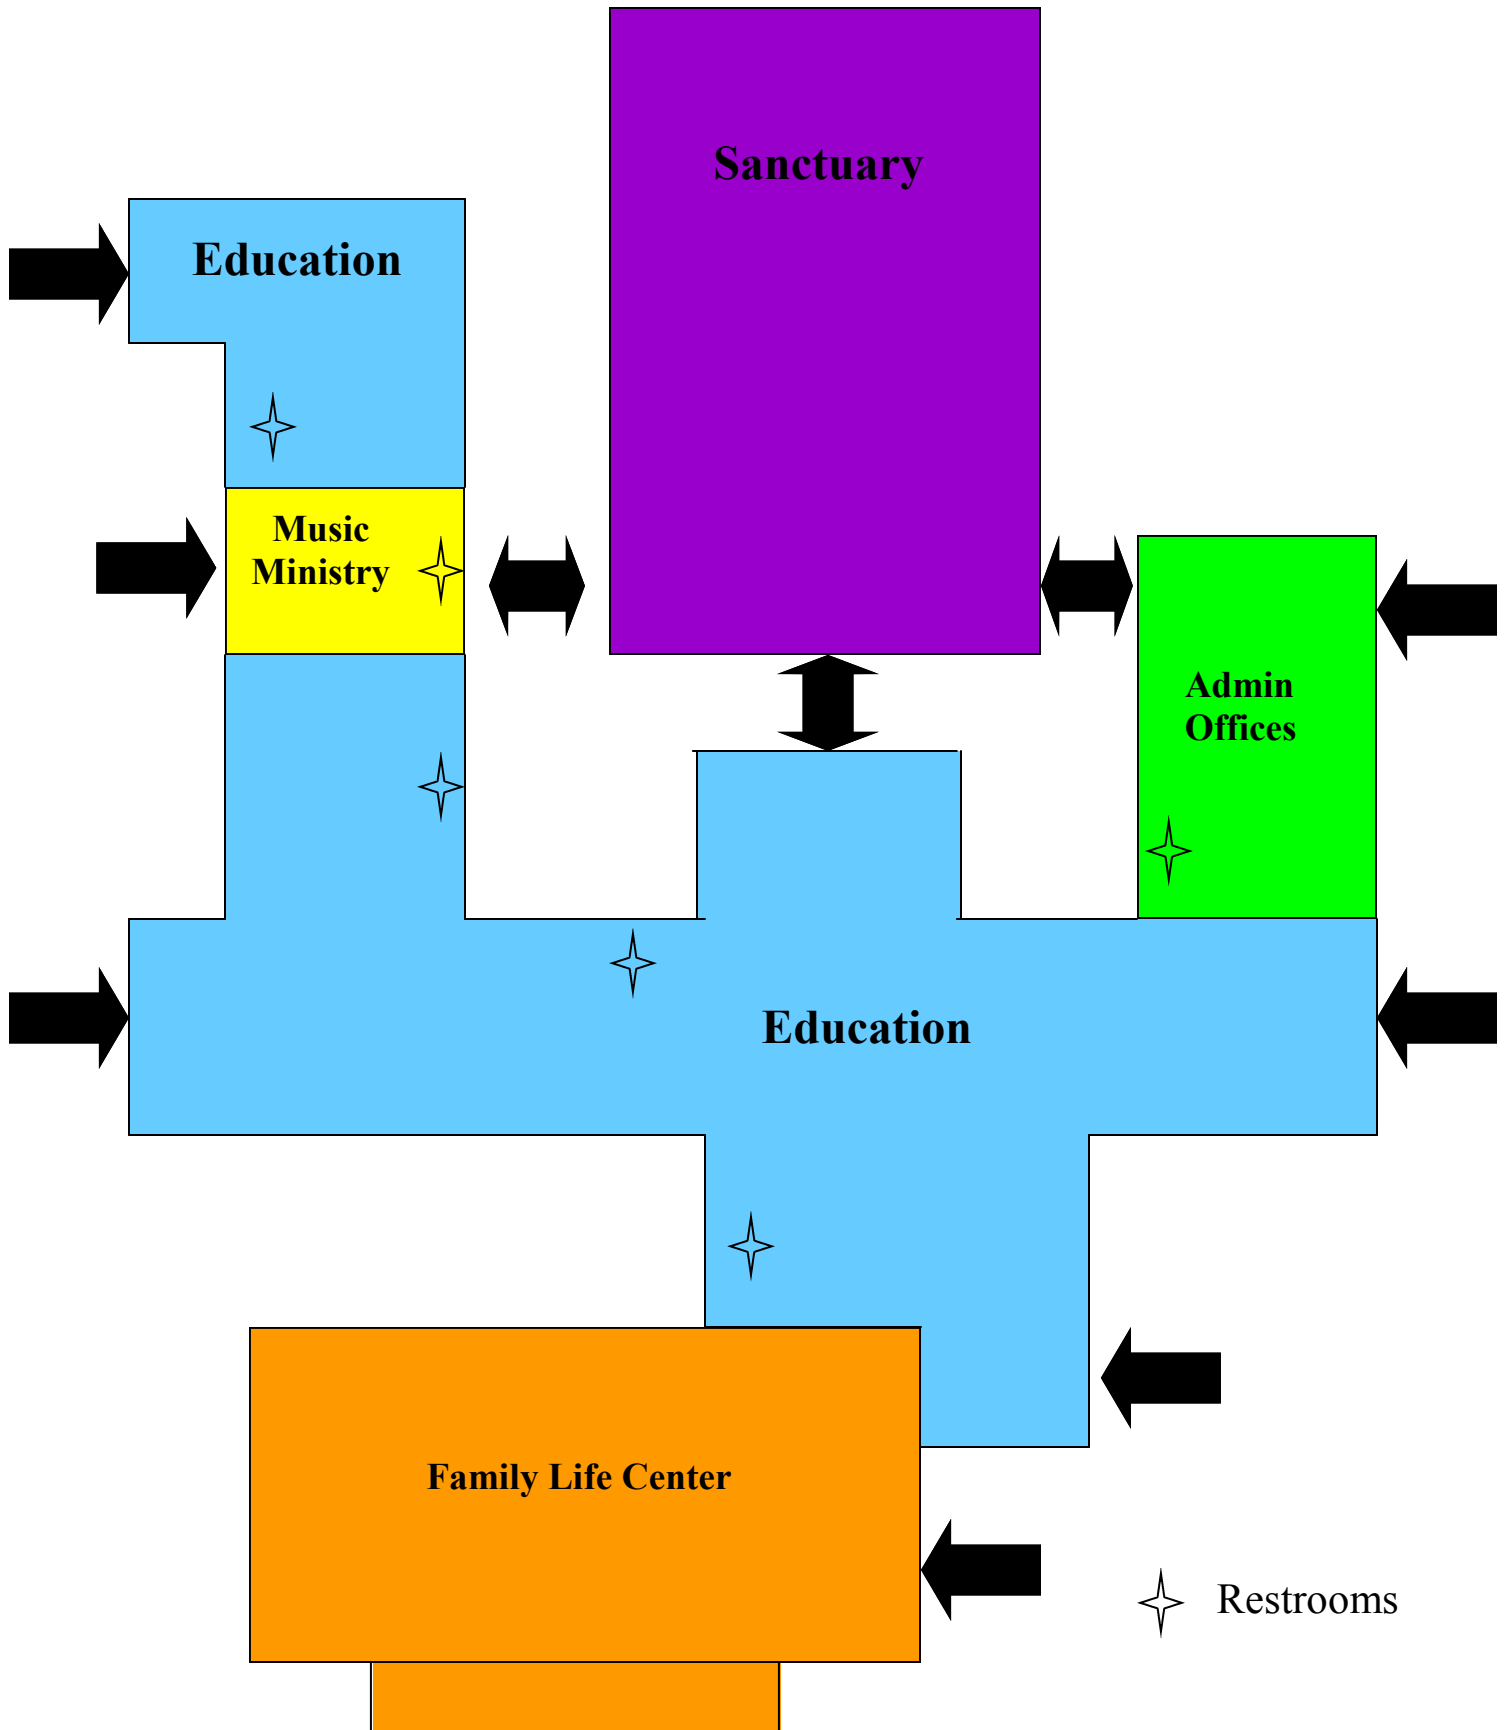 Sanctuary
Education
Music
Ministry
Admin
Offices
Education
Family Life Center
Restrooms